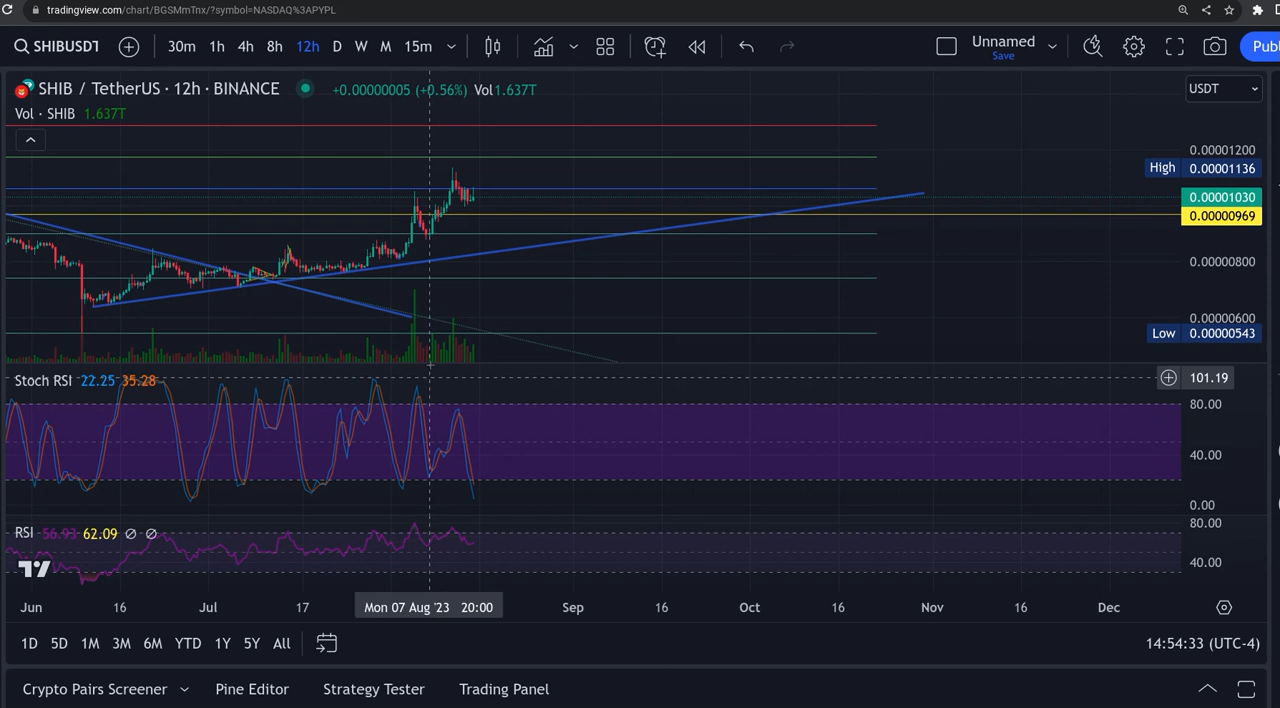 tradingview.com/chart/BGSMmTnx/?symbol=NASDAQ%3APYPL
SHIBUSDT 30m 1h 4h 8h 12h D W M 15m Unnamed Save Publ
SHIB / TetherUS · 12h · BINANCE +0.00000005 (+0.56%) Vol 1.637T USDT
Vol · SHIB 1.637T
0.00001200
High 0.00001136
0.00001030
0.00000969
0.00000800
0.00000600
Low 0.00000543
Stoch RSI 22.25 35.28 101.19
80.00
40.00
0.00
80.00
RSI 56.93 62.09 Ø Ø
40.00
Jun 16 Jul 17 Mon 07 Aug '23 20:00 Sep 16 Oct 16 Nov 16 Dec
1D 5D 1M 3M 6M YTD 1Y 5Y All 14:54:33 (UTC-4)
Crypto Pairs Screener Pine Editor Strategy Tester Trading Panel